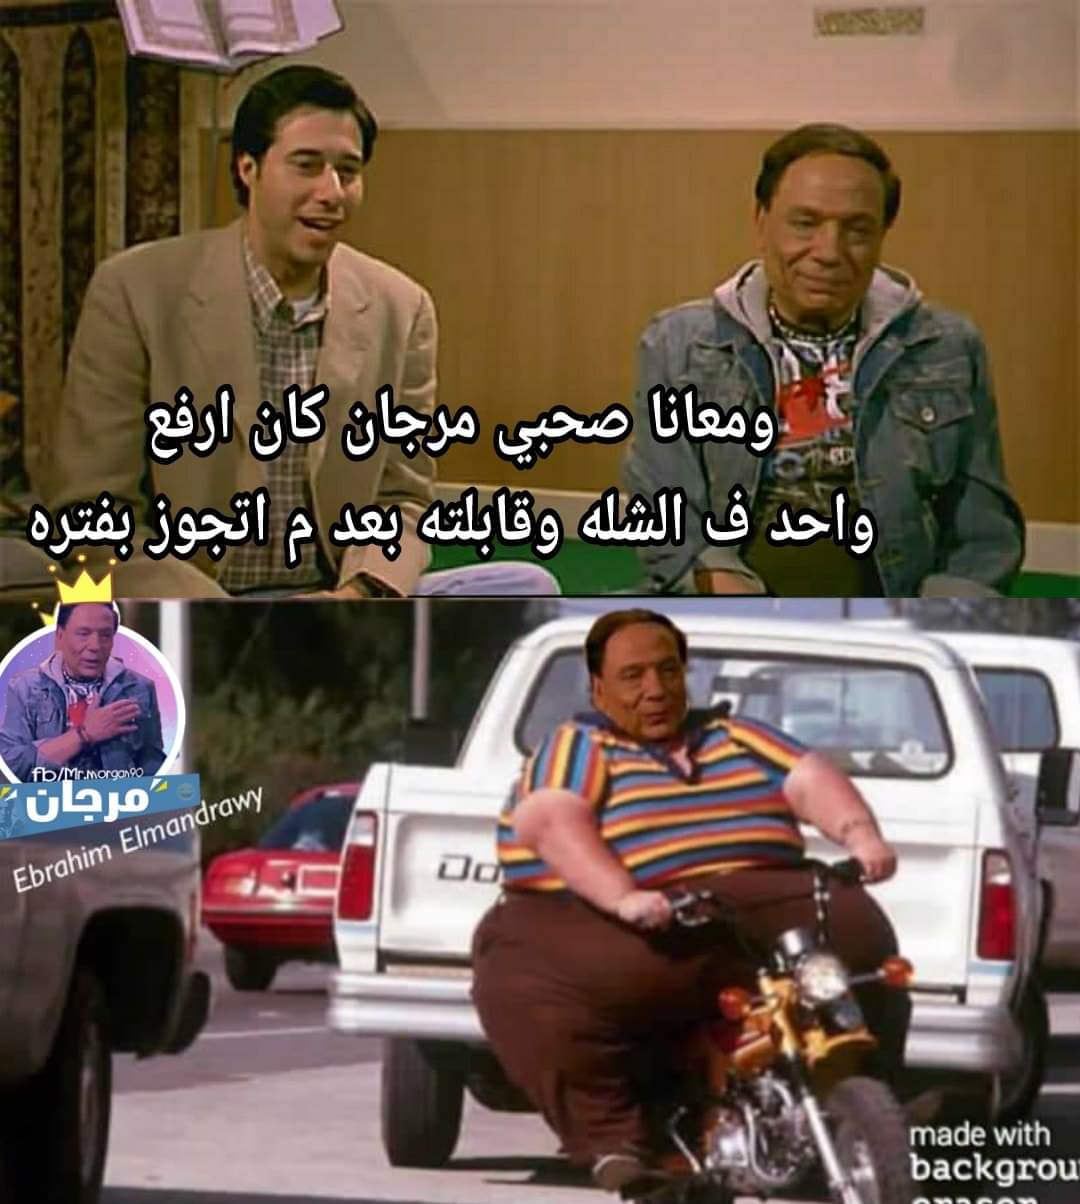 ومعانا صحبي مرجان كان ارفع
واحد ف الشله وقابلته بعد م اتجوز بفتره
fb/Mr.morgan90
مرجان
Ebrahim Elmandrawy
Do
made with
backgrou